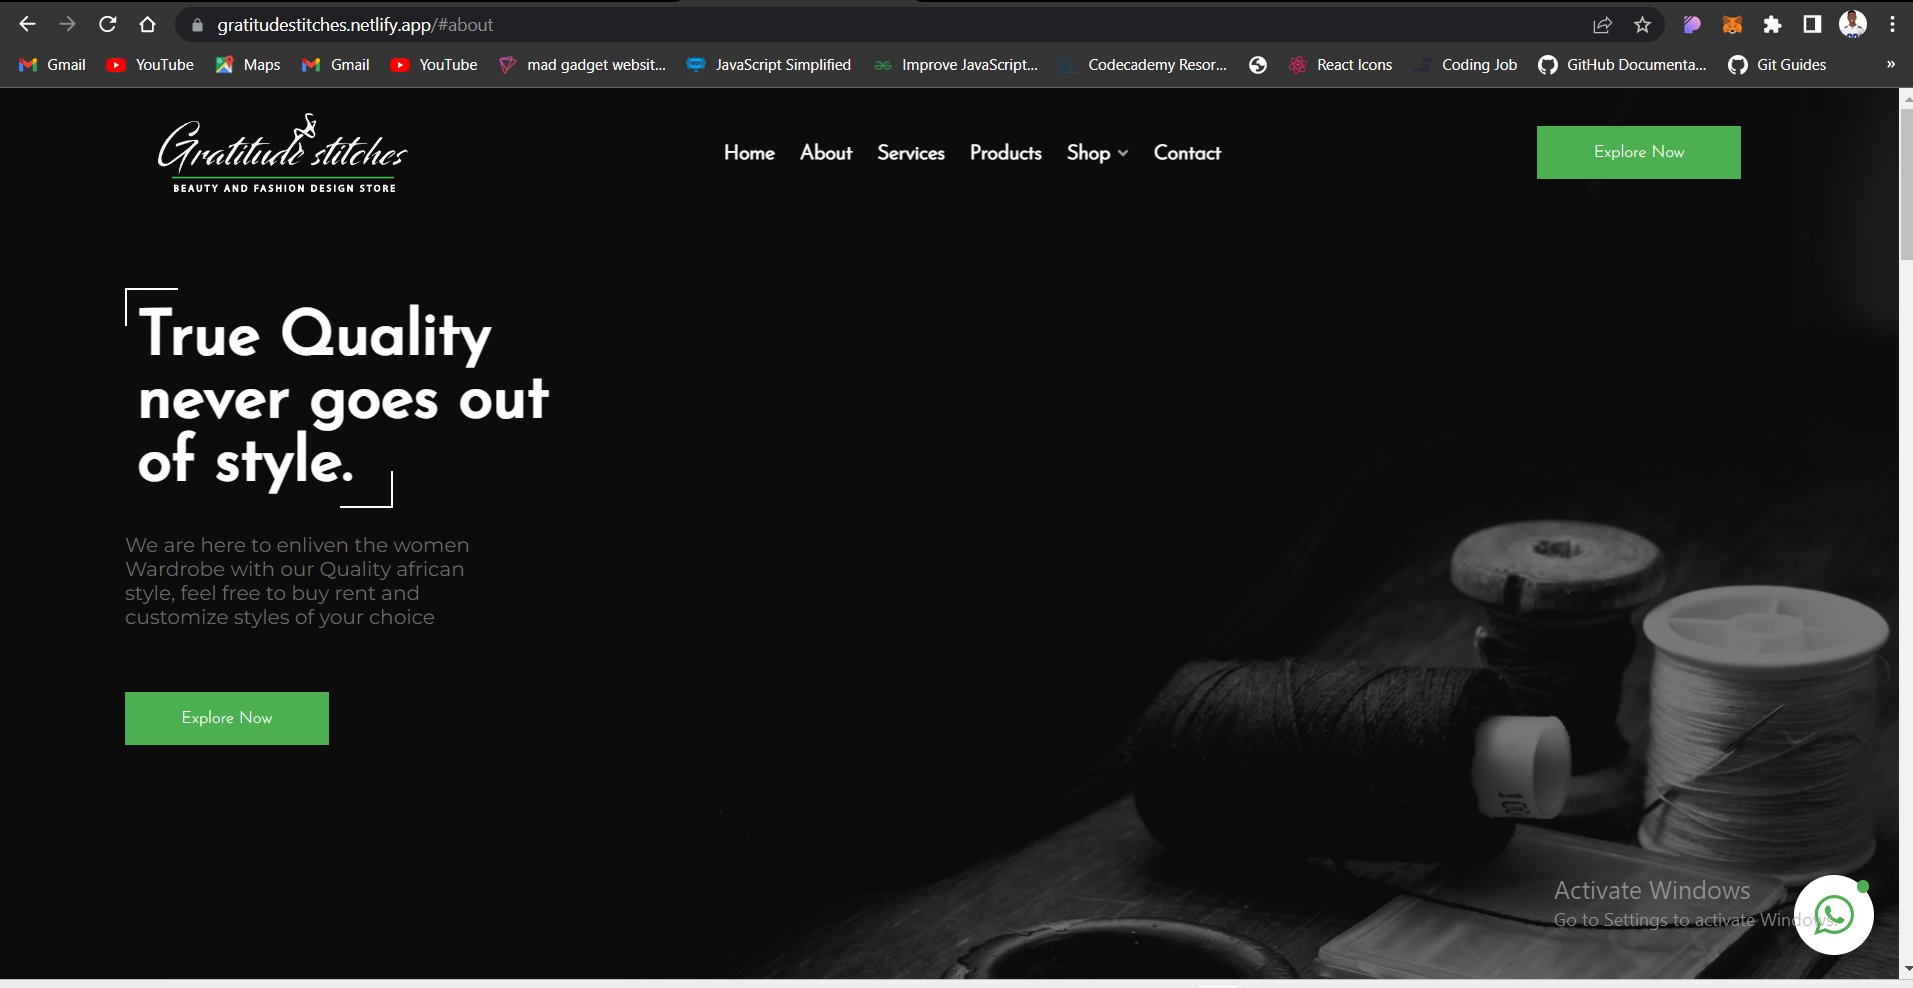 gratitudestitches.netlify.app/#about
Gmail YouTube Maps Gmail YouTube mad gadget websit... JavaScript Simplified Improve JavaScript... Codecademy Resor... React Icons Coding Job GitHub Documenta... Git Guides »
Gratitude stitches
BEAUTY AND FASHION DESIGN STORE
Home About Services Products Shop Contact
Explore Now
True Quality
never goes out
of style.
We are here to enliven the women
Wardrobe with our Quality african
style, feel free to buy rent and
customize styles of your choice
Explore Now
Activate Windows
Go to Settings to activate Windows.